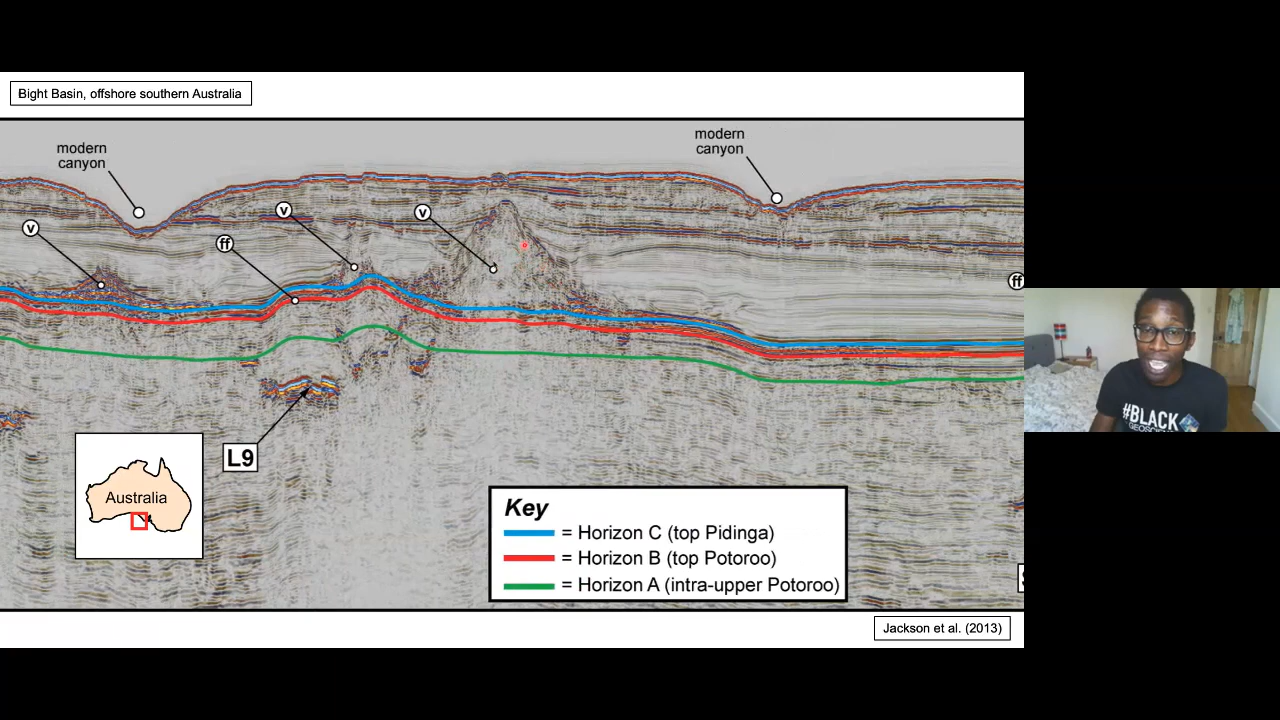 Bight Basin, offshore southern Australia
modern
canyon
modern
canyon
v
v
v
ff
ff
L9
Australia
Key
= Horizon C (top Pidinga)
= Horizon B (top Potoroo)
= Horizon A (intra-upper Potoroo)
Jackson et al. (2013)
#BLACK